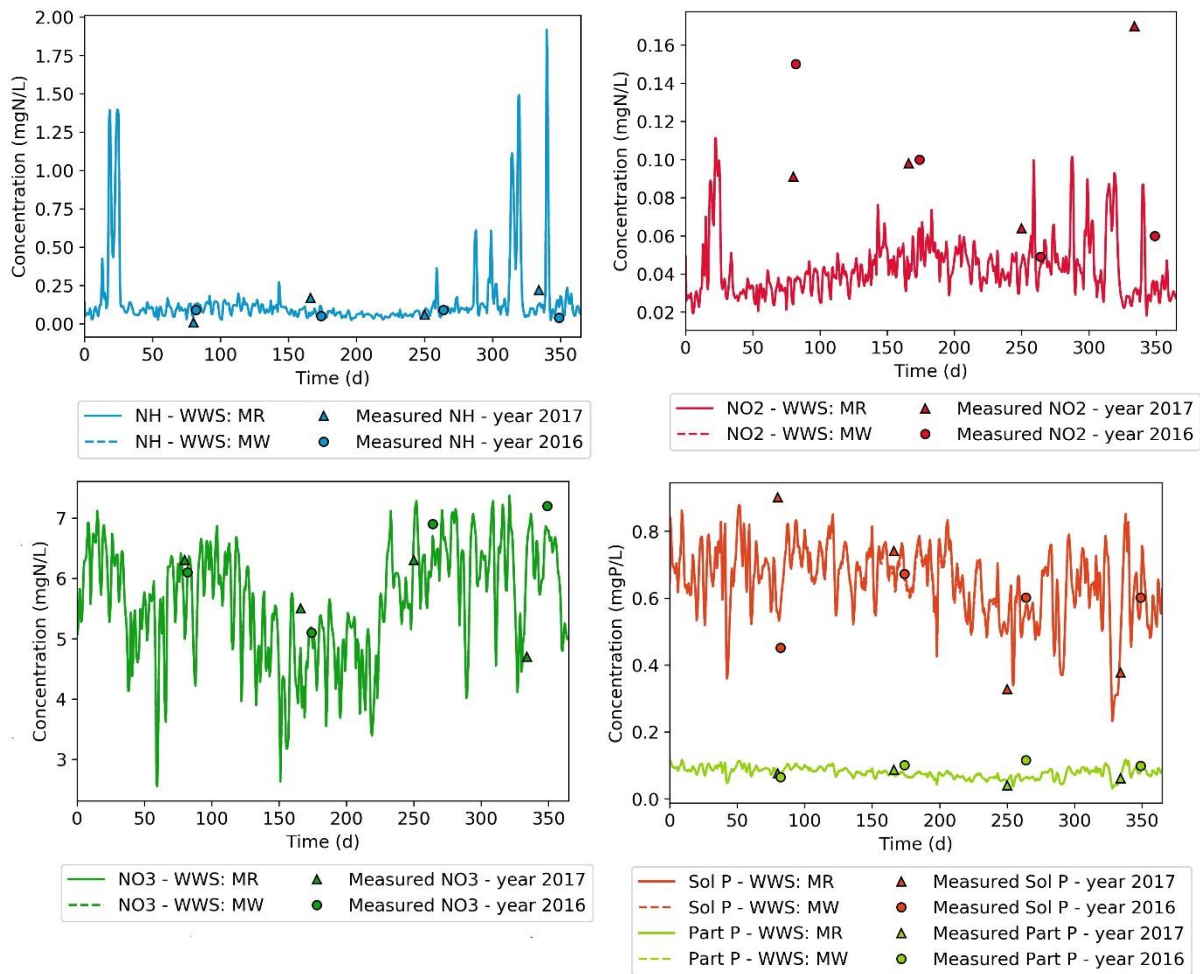 2.00
1.75
1.50
1.25
1.00
0.75
0.50
0.25
0.00
Concentration (mgN/L)
0 50 100 150 200 250 300 350
Time (d)
NH - WWS: MR
NH - WWS: MW
Measured NH - year 2017
Measured NH - year 2016
0.16
0.14
0.12
0.10
0.08
0.06
0.04
0.02
Concentration (mgN/L)
0 50 100 150 200 250 300 350
Time (d)
NO2 - WWS: MR
NO2 - WWS: MW
Measured NO2 - year 2017
Measured NO2 - year 2016
7
6
5
4
3
Concentration (mgN/L)
0 50 100 150 200 250 300 350
Time (d)
NO3 - WWS: MR
NO3 - WWS: MW
Measured NO3 - year 2017
Measured NO3 - year 2016
0.8
0.6
0.4
0.2
0.0
Concentration (mgP/L)
0 50 100 150 200 250 300 350
Time (d)
Sol P - WWS: MR
Sol P - WWS: MW
Part P - WWS: MR
Part P - WWS: MW
Measured Sol P - year 2017
Measured Sol P - year 2016
Measured Part P - year 2017
Measured Part P - year 2016